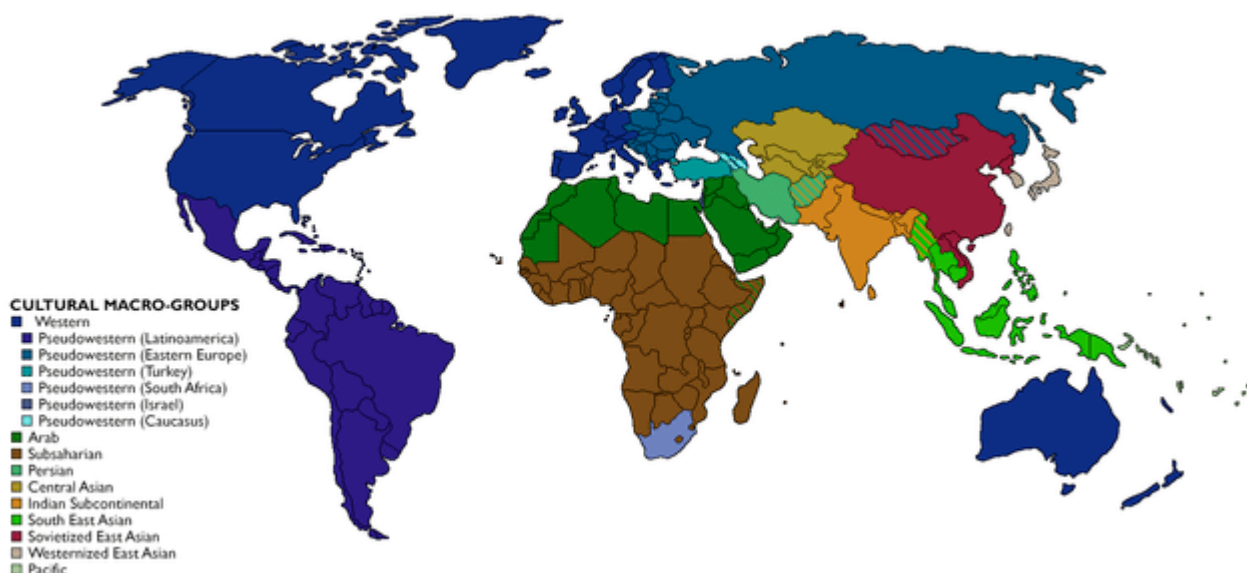 CULTURAL MACRO-GROUPS
Western
Pseudowestern (Latinoamerica)
Pseudowestern (Eastern Europe)
Pseudowestern (Turkey)
Pseudowestern (South Africa)
Pseudowestern (Israel)
Pseudowestern (Caucasus)
Arab
Subsaharian
Persian
Central Asian
Indian Subcontinental
South East Asian
Sovietized East Asian
Westernized East Asian
Pacific